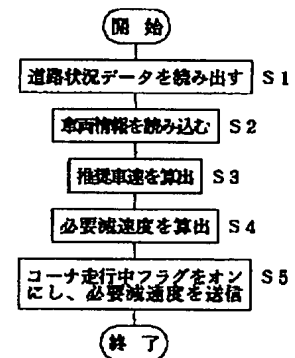 開 始
道路状況データを読み出す S1
車両情報を読み込む S2
推奨車速を算出 S3
必要減速度を算出 S4
コーナ走行中フラグをオン S5
にし、必要減速度を送信
終 了